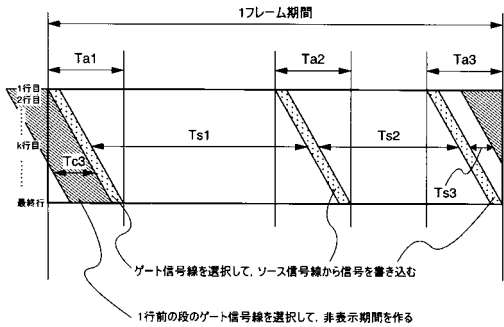 1フレーム期間
Ta1
Ta2
Ta3
1行目
2行目
k行目
最終行
Tc3
Ts1
Ts2
Ts3
ゲート信号線を選択して，ソース信号線から信号を書き込む
1行前の段のゲート信号線を選択して，非表示期間を作る